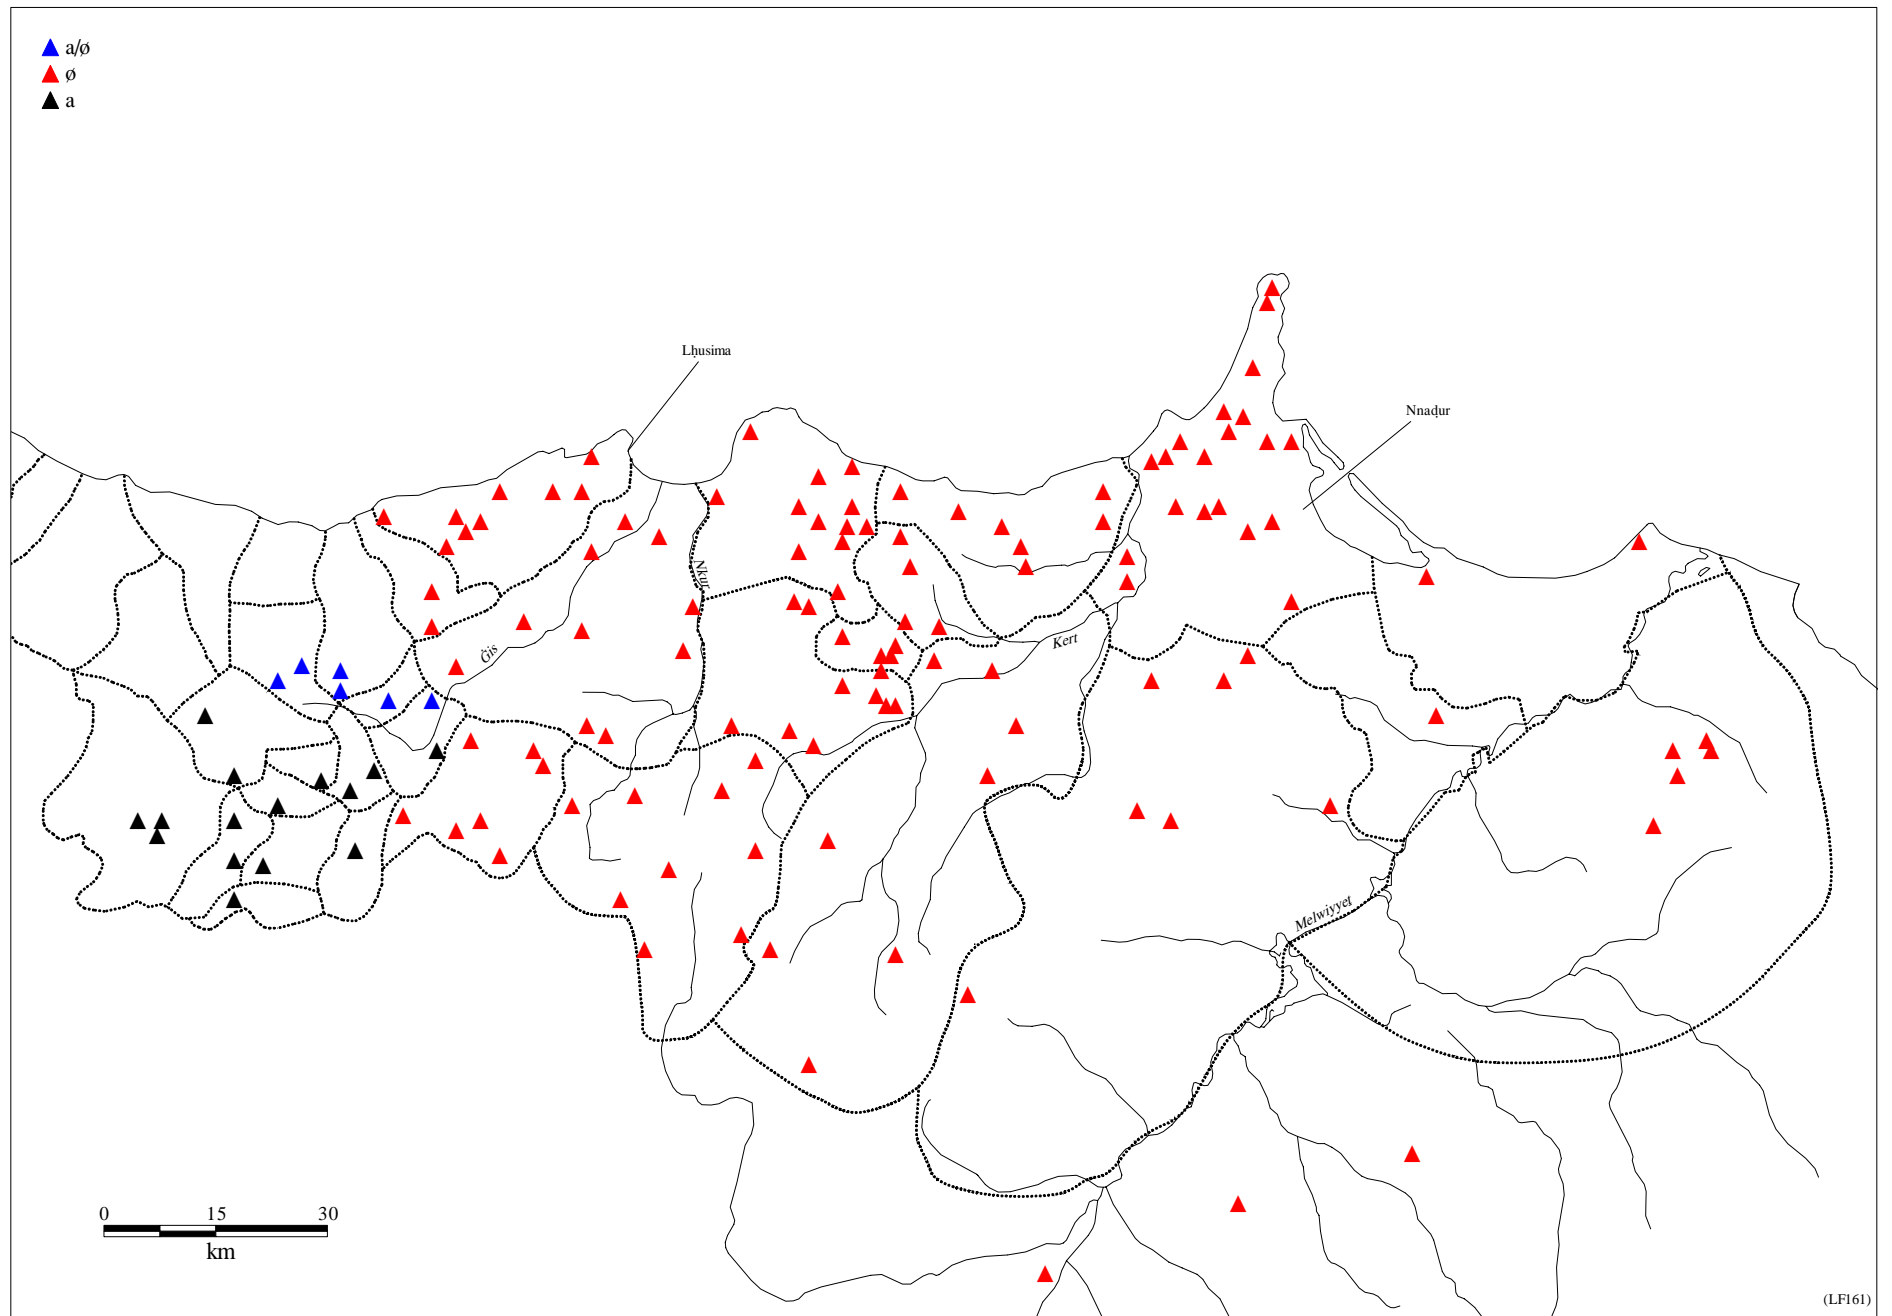 a/ø
ø
a
Lḥusima
Nnaḍur
Nkur
Ġis
Kert
Melwiyyet
0 15 30
km
(LF161)